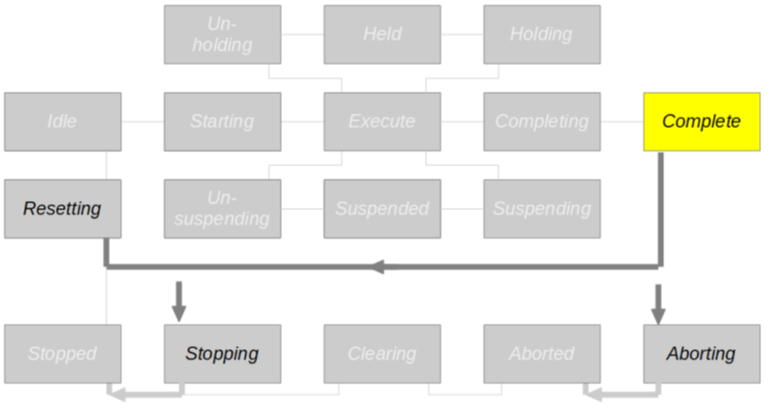 Un-
holding
Held
Holding
Idle
Starting
Execute
Completing
Complete
Resetting
Un-
suspending
Suspended
Suspending
Stopped
Stopping
Clearing
Aborted
Aborting